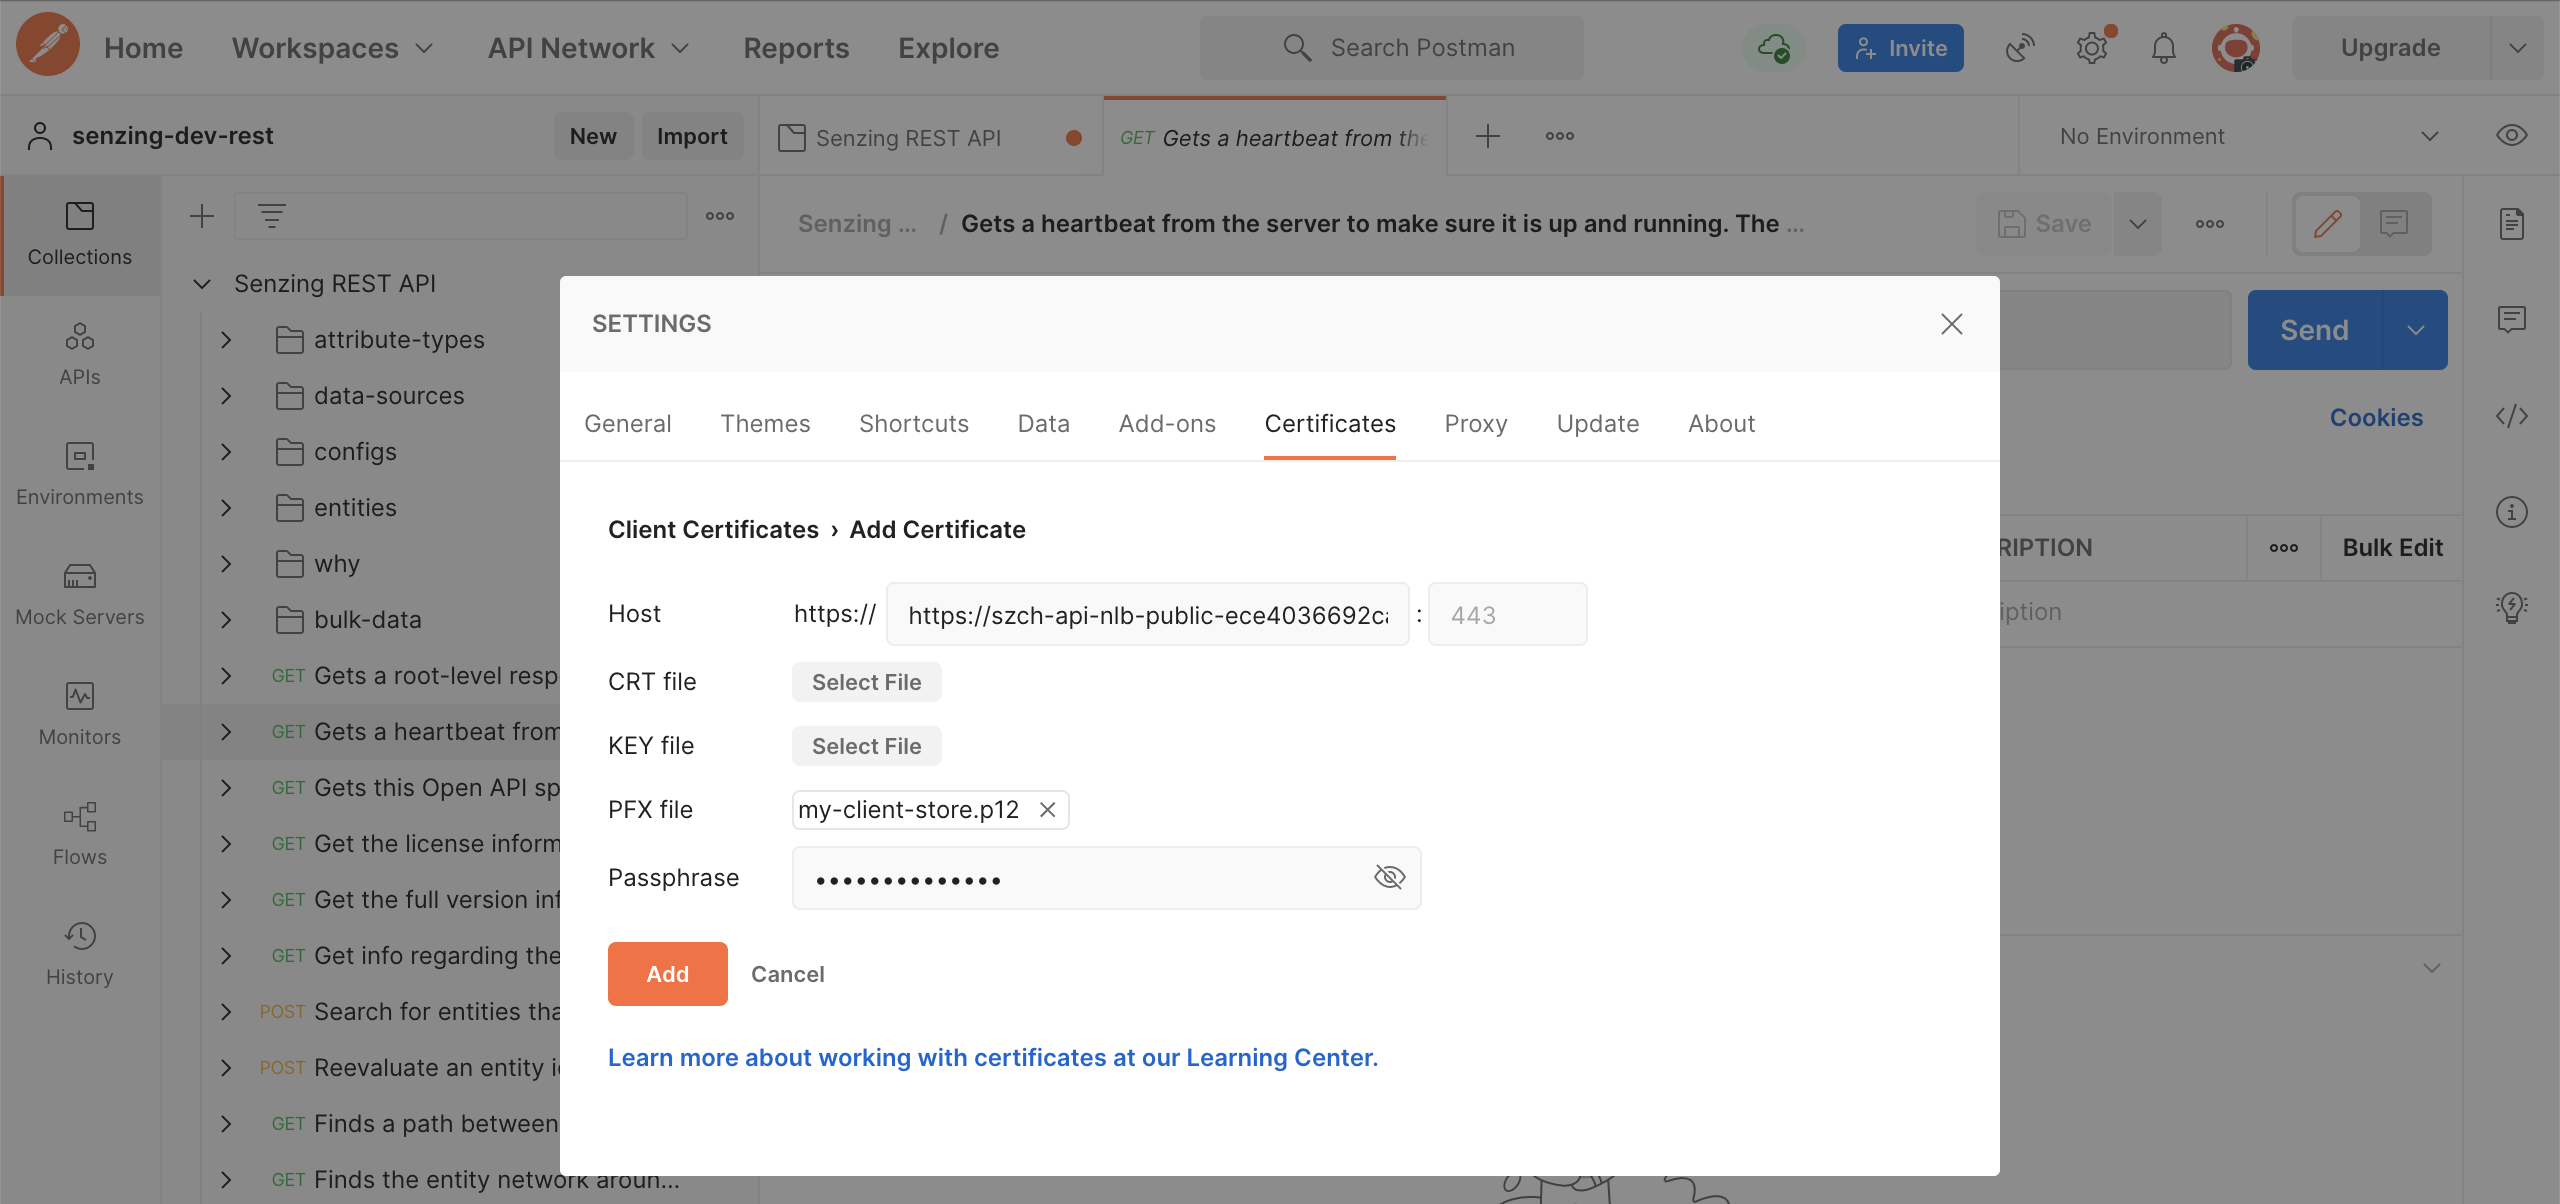 Home Workspaces API Network Reports Explore Search Postman Invite Upgrade
senzing-dev-rest New Import Senzing REST API GET Gets a heartbeat from the No Environment
Collections
Senzing ... / Gets a heartbeat from the server to make sure it is up and running. The ... Save
Senzing REST API
attribute-types
data-sources
configs
entities
why
bulk-data
GET Gets a root-level resp
GET Gets a heartbeat from
GET Gets this Open API sp
GET Get the license inform
GET Get the full version inf
GET Get info regarding the
POST Search for entities tha
POST Reevaluate an entity
GET Finds a path between
GET Finds the entity network aroun...
APIs
Environments
Mock Servers
Monitors
Flows
History
Send
Cookies
RIPTION Bulk Edit
iption
SETTINGS
General Themes Shortcuts Data Add-ons Certificates Proxy Update About
Client Certificates › Add Certificate
Host https:// https://szch-api-nlb-public-ece4036692ca : 443
CRT file Select File
KEY file Select File
PFX file my-client-store.p12
Passphrase ••••••••••••••
Add Cancel
Learn more about working with certificates at our Learning Center.